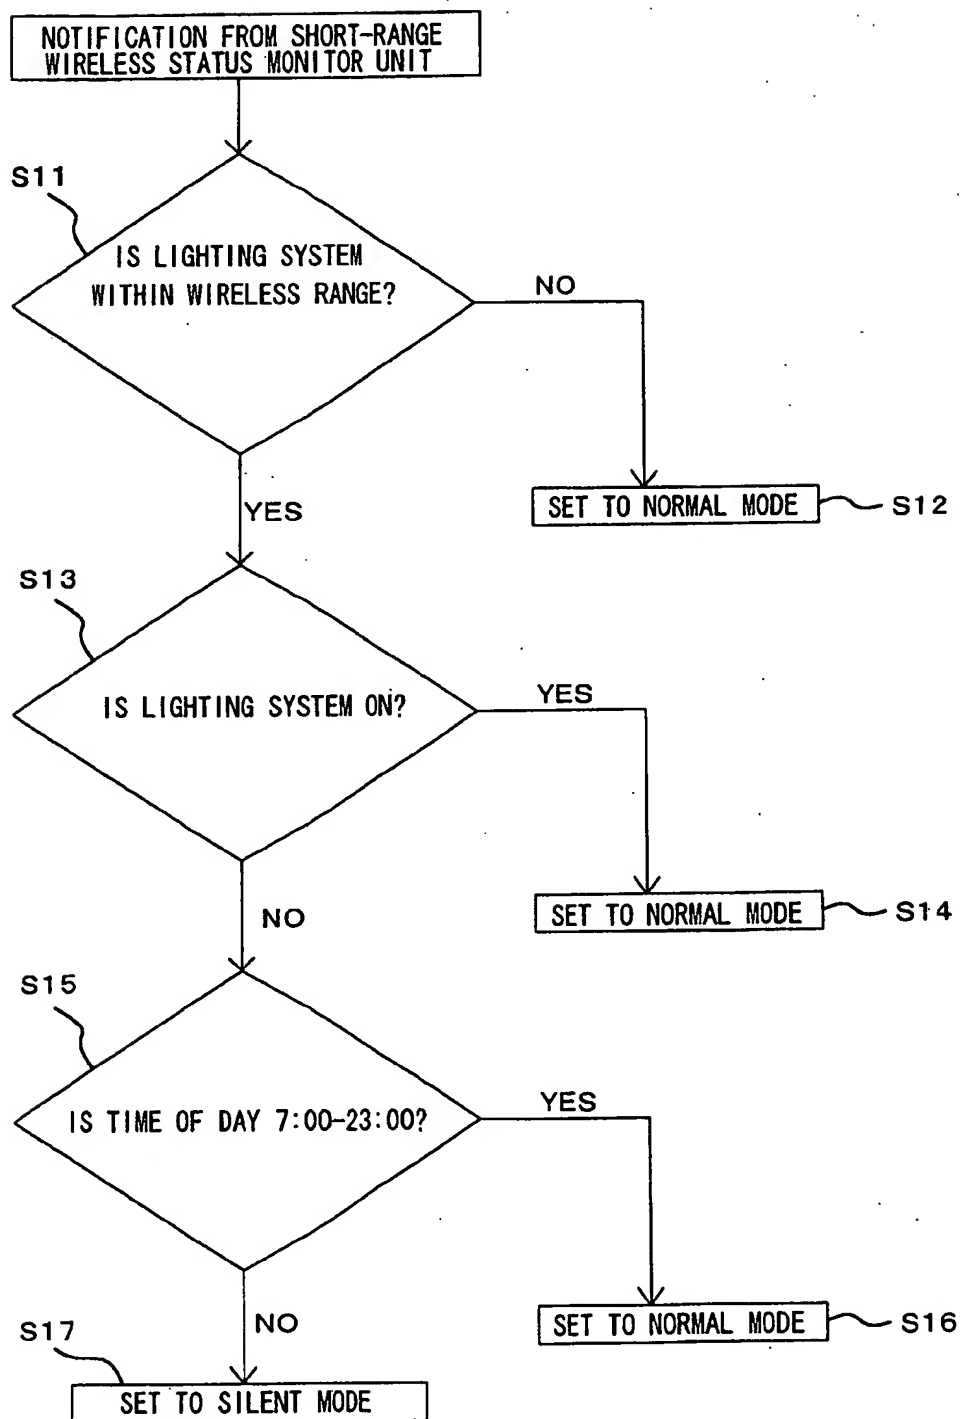 NOTIFICATION FROM SHORT-RANGE
WIRELESS STATUS MONITOR UNIT
S11
IS LIGHTING SYSTEM
WITHIN WIRELESS RANGE?
NO
YES
SET TO NORMAL MODE
S12
S13
IS LIGHTING SYSTEM ON?
YES
NO
SET TO NORMAL MODE
S14
S15
IS TIME OF DAY 7:00-23:00?
YES
NO
SET TO NORMAL MODE
S16
S17
SET TO SILENT MODE